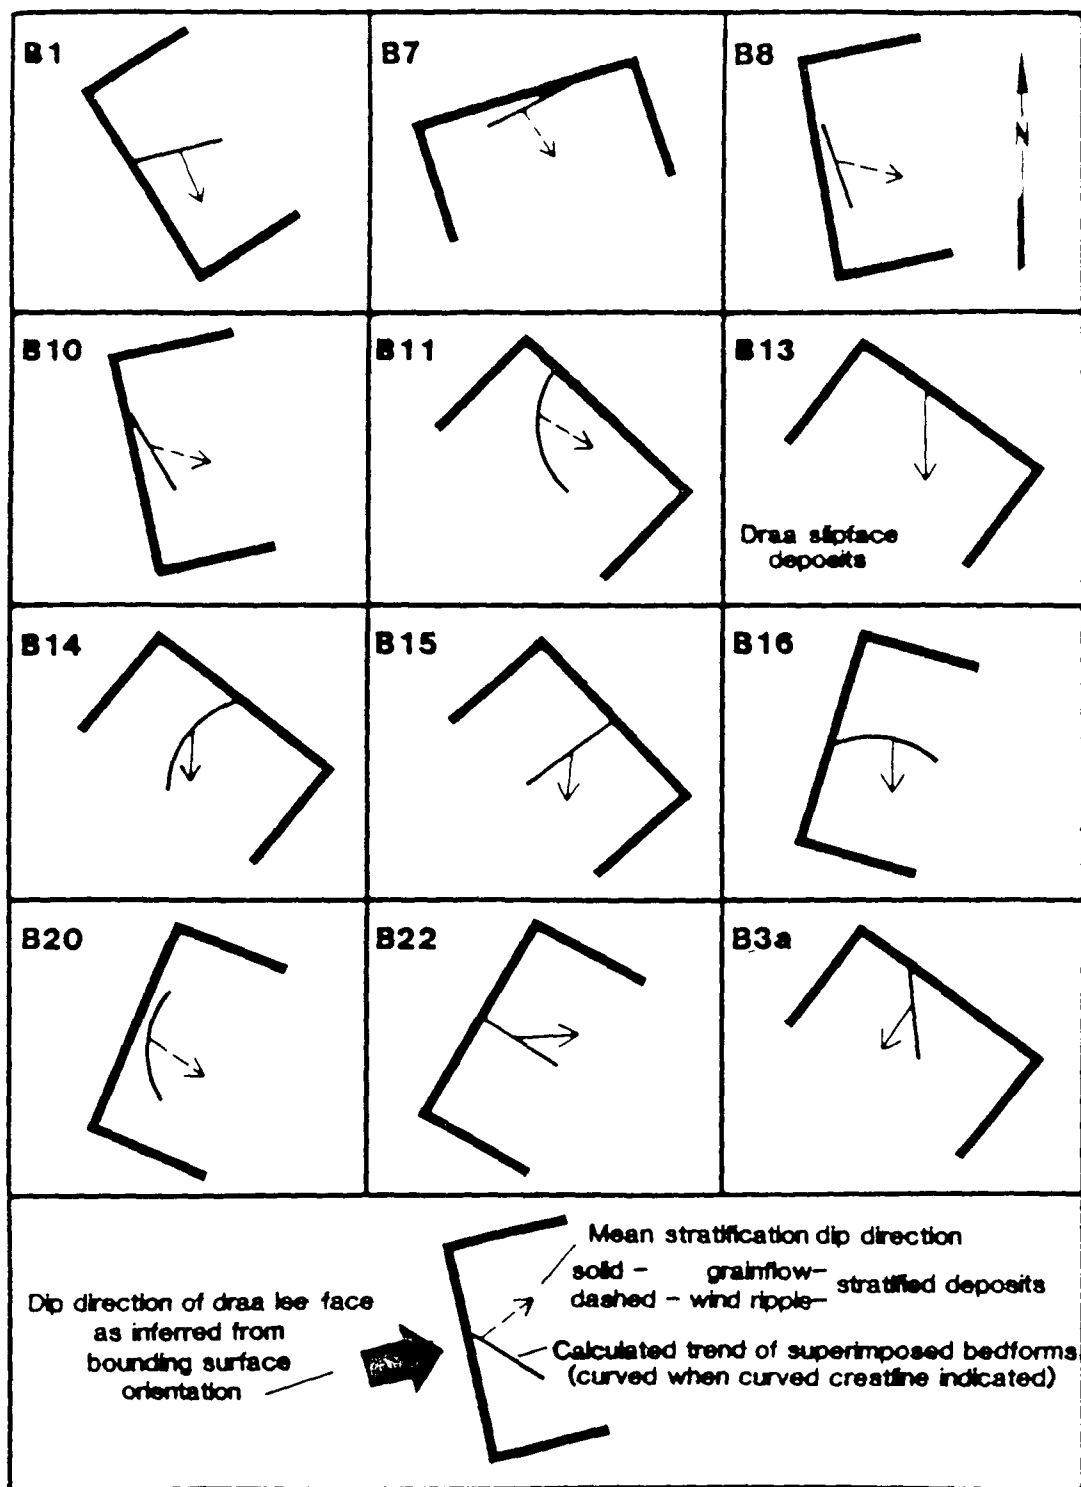 B1
B7
B8
N
B10
B11
B13
Draa slipface
deposits
B14
B15
B16
B20
B22
B3a
Mean stratification dip direction
solid - grainflow-
dashed - wind ripple-
stratified deposits
Dip direction of draa lee face
as inferred from
bounding surface
orientation
Calculated trend of superimposed bedforms
(curved when curved crestline indicated)